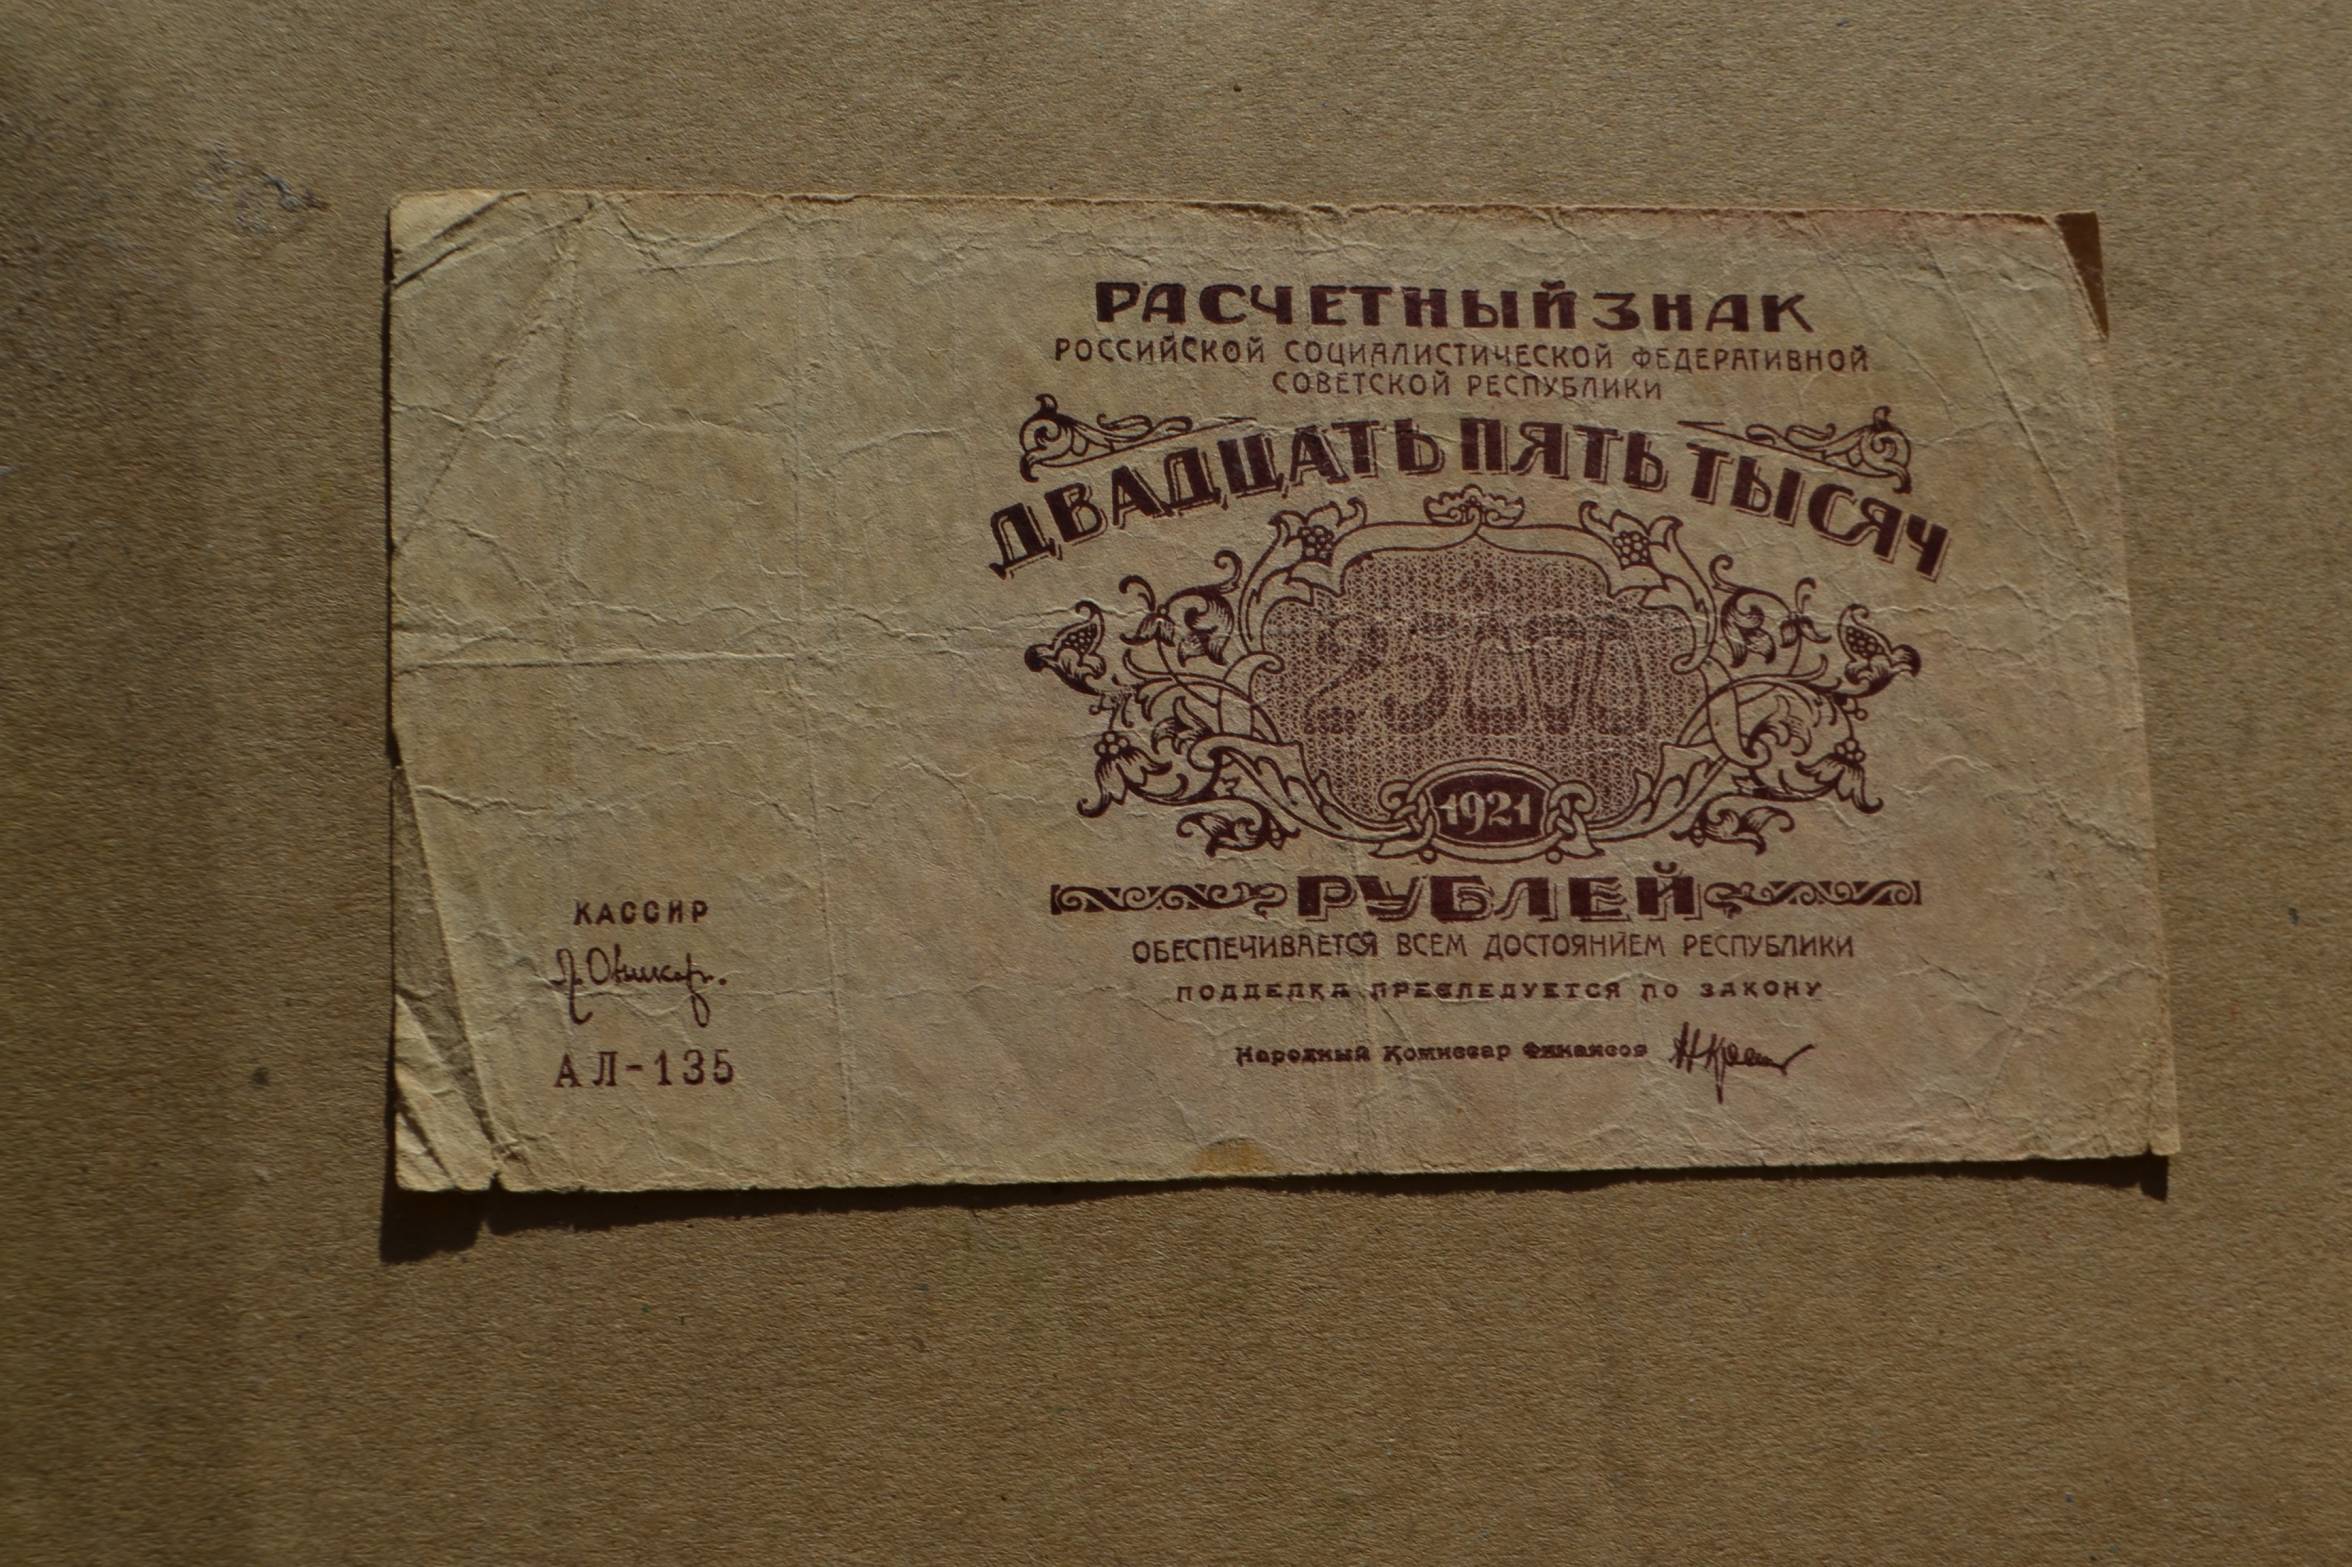 РАСЧЕТНЫЙ ЗНАК
РОССИЙСКОЙ СОЦИАЛИСТИЧЕСКОЙ ФЕДЕРАТИВНОЙ
СОВЕТСКОЙ РЕСПУБЛИКИ
ДВАДЦАТЬ ПЯТЬ ТЫСЯЧ
25000
1921
РУБЛЕЙ
ОБЕСПЕЧИВАЕТСЯ ВСЕМ ДОСТОЯНИЕМ РЕСПУБЛИКИ
ПОДДЕЛКА ПРЕСЛЕДУЕТСЯ ПО ЗАКОНУ
Народный Комиссар Финансов
КАССИР
АЛ-135